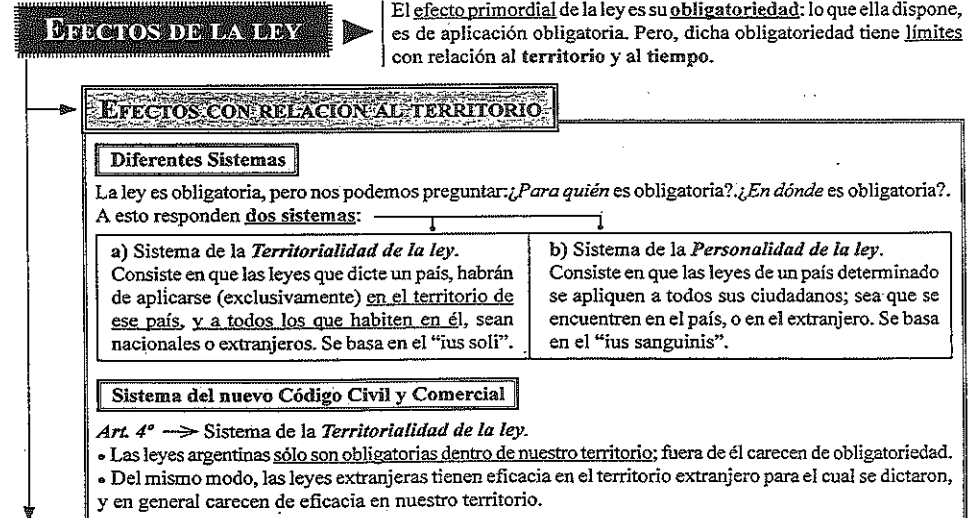 EFECTOS DE LA LEY
El efecto primordial de la ley es su obligatoriedad: lo que ella dispone,
es de aplicación obligatoria. Pero, dicha obligatoriedad tiene límites
con relación al territorio y al tiempo.
EFECTOS CON RELACION AL TERRITORIO
Diferentes Sistemas
La ley es obligatoria, pero nos podemos preguntar:¿Para quién es obligatoria?.¿En dónde es obligatoria?.
A esto responden dos sistemas:
a) Sistema de la Territorialidad de la ley.
Consiste en que las leyes que dicte un país, habrán
de aplicarse (exclusivamente) en el territorio de
ese país, y a todos los que habiten en él, sean
nacionales o extranjeros. Se basa en el “ius soli”.
b) Sistema de la Personalidad de la ley.
Consiste en que las leyes de un país determinado
se apliquen a todos sus ciudadanos; sea que se
encuentren en el país, o en el extranjero. Se basa
en el “ius sanguinis”.
Sistema del nuevo Código Civil y Comercial
Art. 4° —> Sistema de la Territorialidad de la ley.
• Las leyes argentinas sólo son obligatorias dentro de nuestro territorio; fuera de él carecen de obligatoriedad.
• Del mismo modo, las leyes extranjeras tienen eficacia en el territorio extranjero para el cual se dictaron,
y en general carecen de eficacia en nuestro territorio.